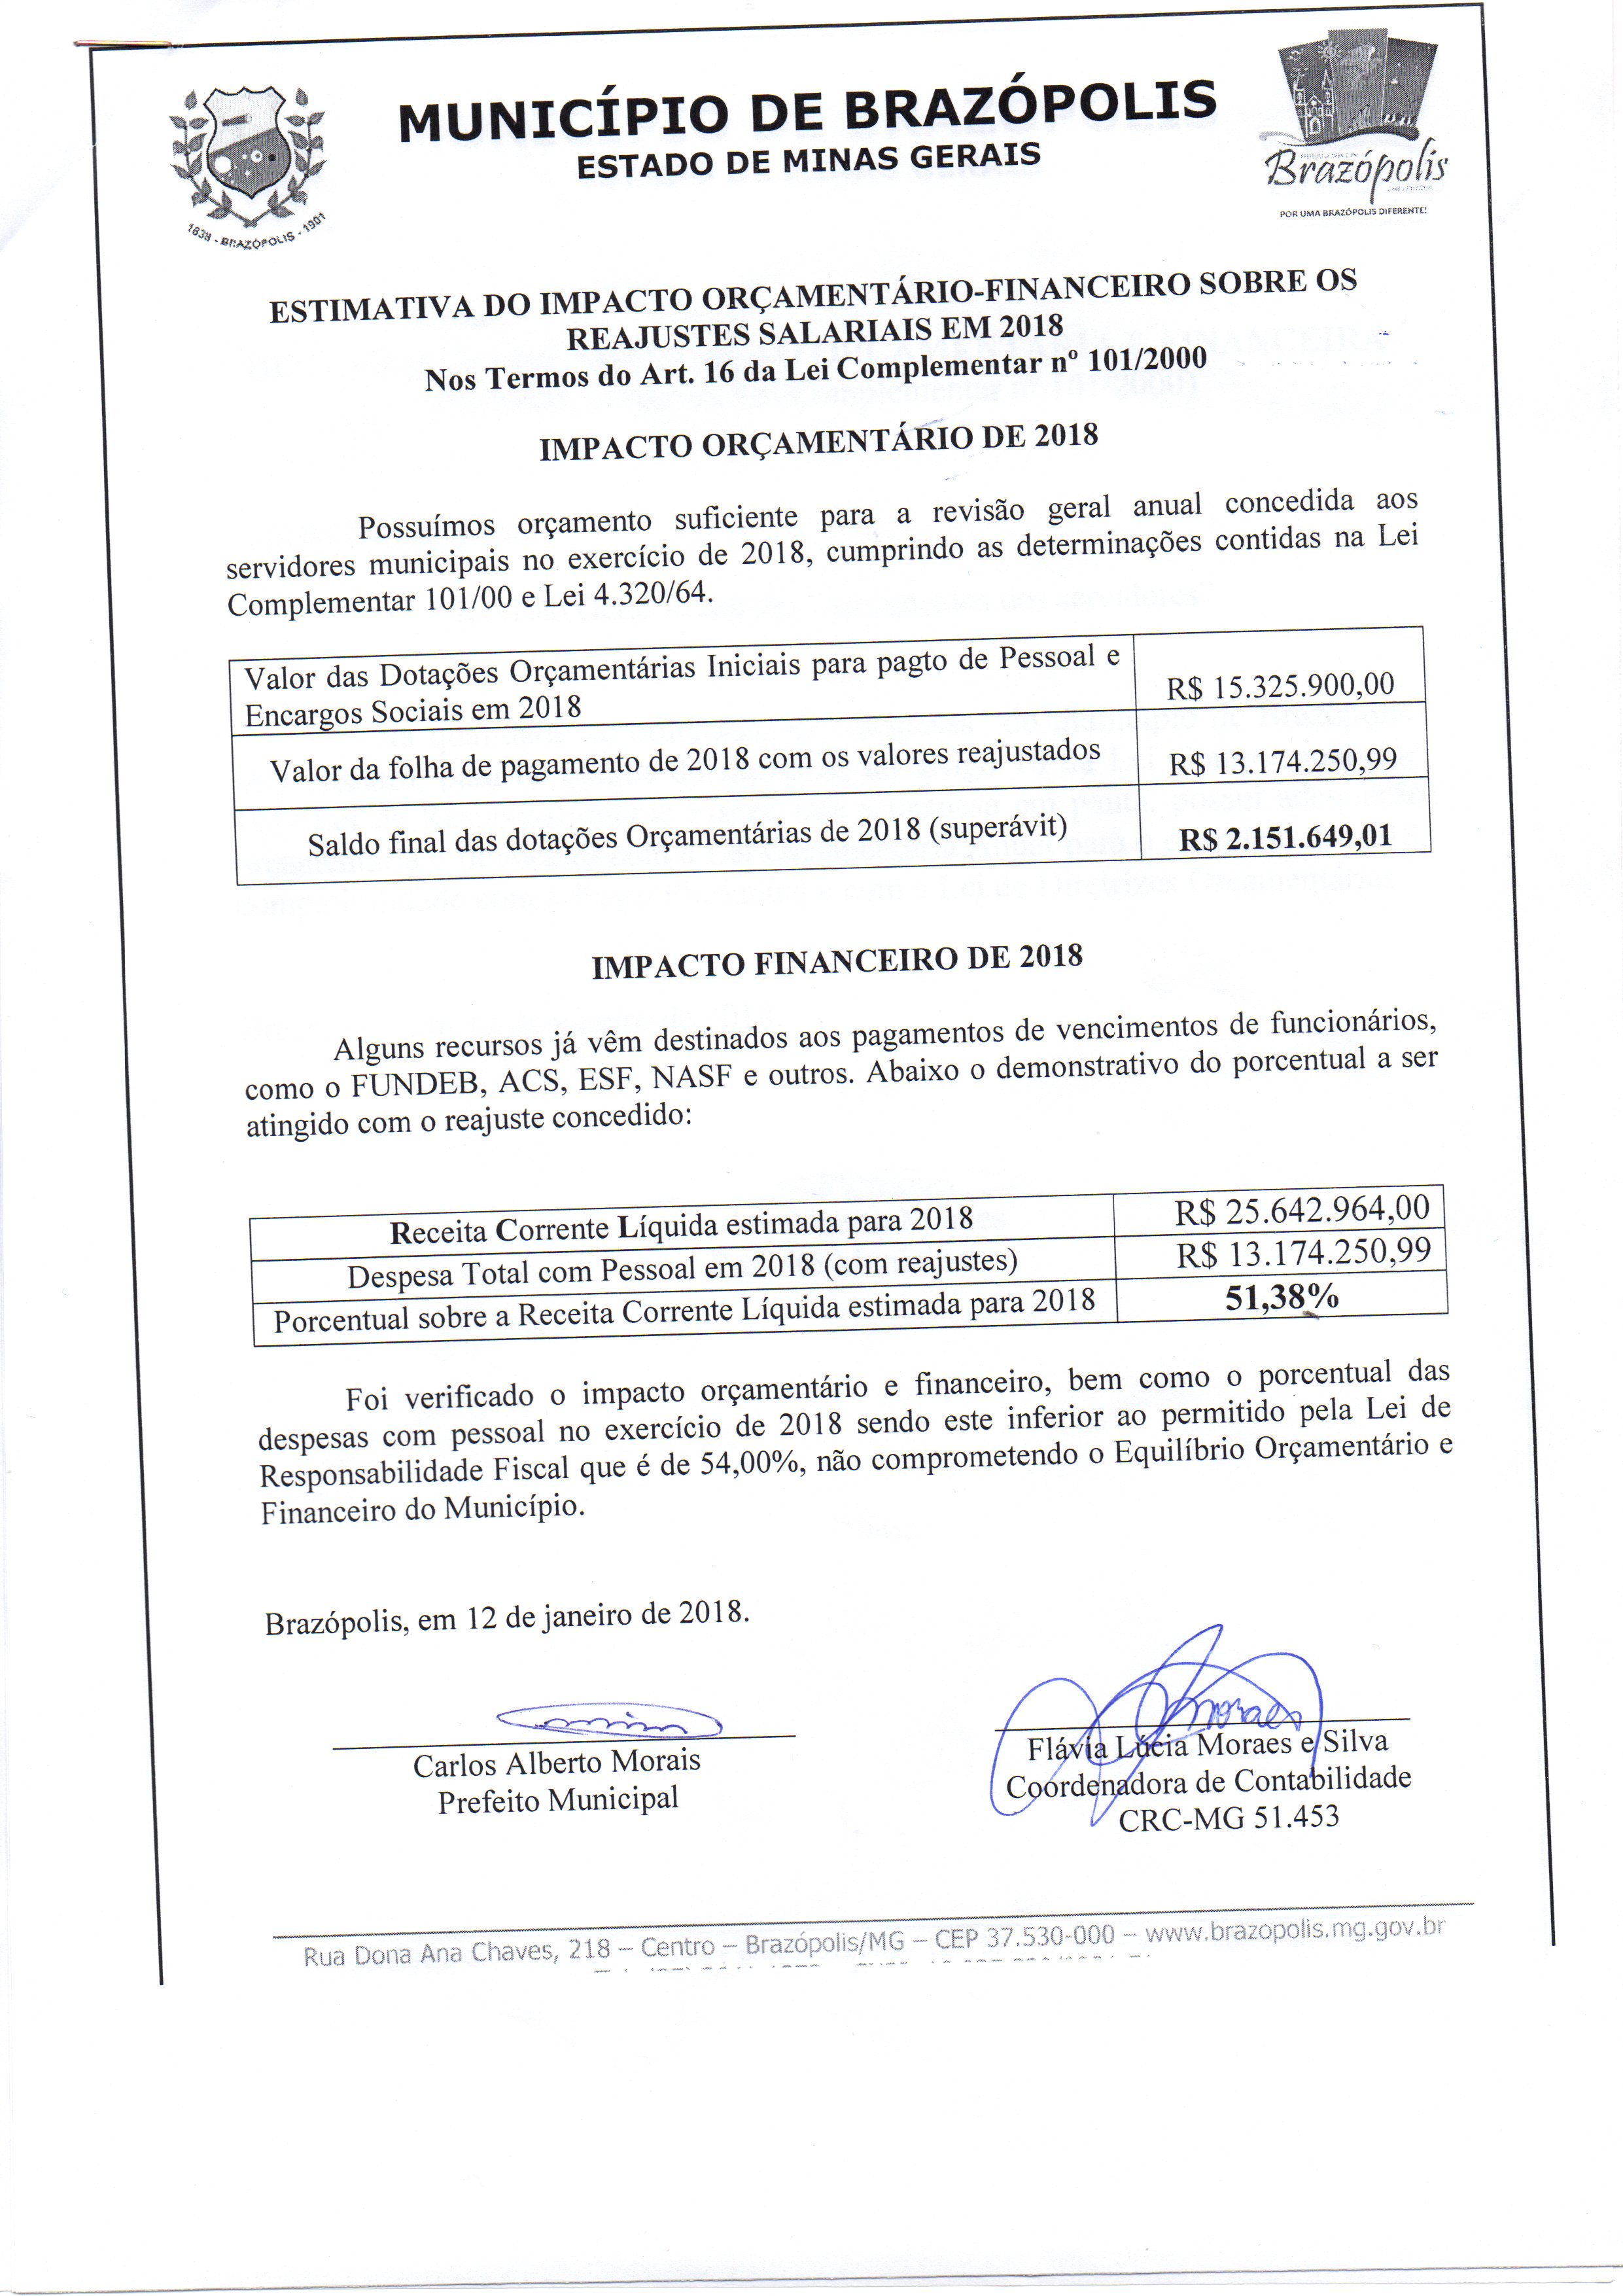 MUNICÍPIO DE BRAZÓPOLIS
ESTADO DE MINAS GERAIS
1838 - BRAZÓPOLIS - 1901
Brazópolis
POR UMA BRAZÓPOLIS DIFERENTE!
ESTIMATIVA DO IMPACTO ORÇAMENTÁRIO-FINANCEIRO SOBRE OS
REAJUSTES SALARIAIS EM 2018
Nos Termos do Art. 16 da Lei Complementar nº 101/2000
IMPACTO ORÇAMENTÁRIO DE 2018
Possuímos orçamento suficiente para a revisão geral anual concedida aos
servidores municipais no exercício de 2018, cumprindo as determinações contidas na Lei
Complementar 101/00 e Lei 4.320/64.
Valor das Dotações Orçamentárias Iniciais para pagto de Pessoal e
Encargos Sociais em 2018 R$ 15.325.900,00
Valor da folha de pagamento de 2018 com os valores reajustados R$ 13.174.250,99
Saldo final das dotações Orçamentárias de 2018 (superávit) R$ 2.151.649,01
IMPACTO FINANCEIRO DE 2018
Alguns recursos já vêm destinados aos pagamentos de vencimentos de funcionários,
como o FUNDEB, ACS, ESF, NASF e outros. Abaixo o demonstrativo do porcentual a ser
atingido com o reajuste concedido:
Receita Corrente Líquida estimada para 2018 R$ 25.642.964,00
Despesa Total com Pessoal em 2018 (com reajustes) R$ 13.174.250,99
Porcentual sobre a Receita Corrente Líquida estimada para 2018 51,38%
Foi verificado o impacto orçamentário e financeiro, bem como o porcentual das
despesas com pessoal no exercício de 2018 sendo este inferior ao permitido pela Lei de
Responsabilidade Fiscal que é de 54,00%, não comprometendo o Equilíbrio Orçamentário e
Financeiro do Município.
Brazópolis, em 12 de janeiro de 2018.
Moraes
Carlos Alberto Morais
Prefeito Municipal
Flávia Lúcia Moraes e Silva
Coordenadora de Contabilidade
CRC-MG 51.453
Rua Dona Ana Chaves, 218 – Centro – Brazópolis/MG – CEP 37.530-000 – www.brazopolis.mg.gov.br